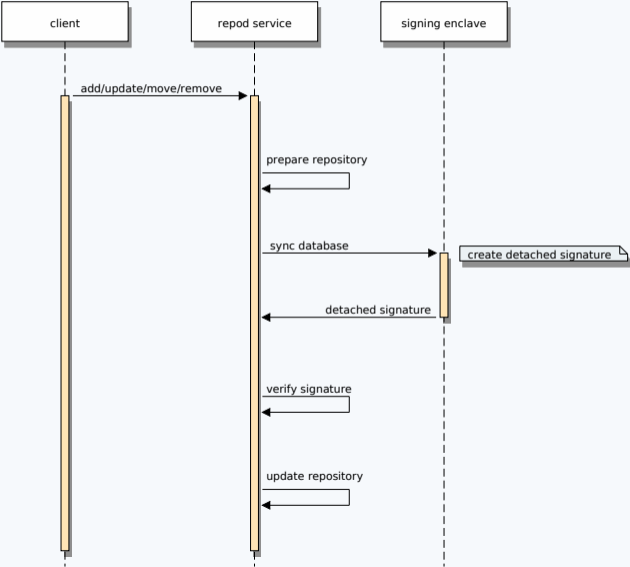 client
repod service
signing enclave
add/update/move/remove
prepare repository
sync database
create detached signature
detached signature
verify signature
update repository